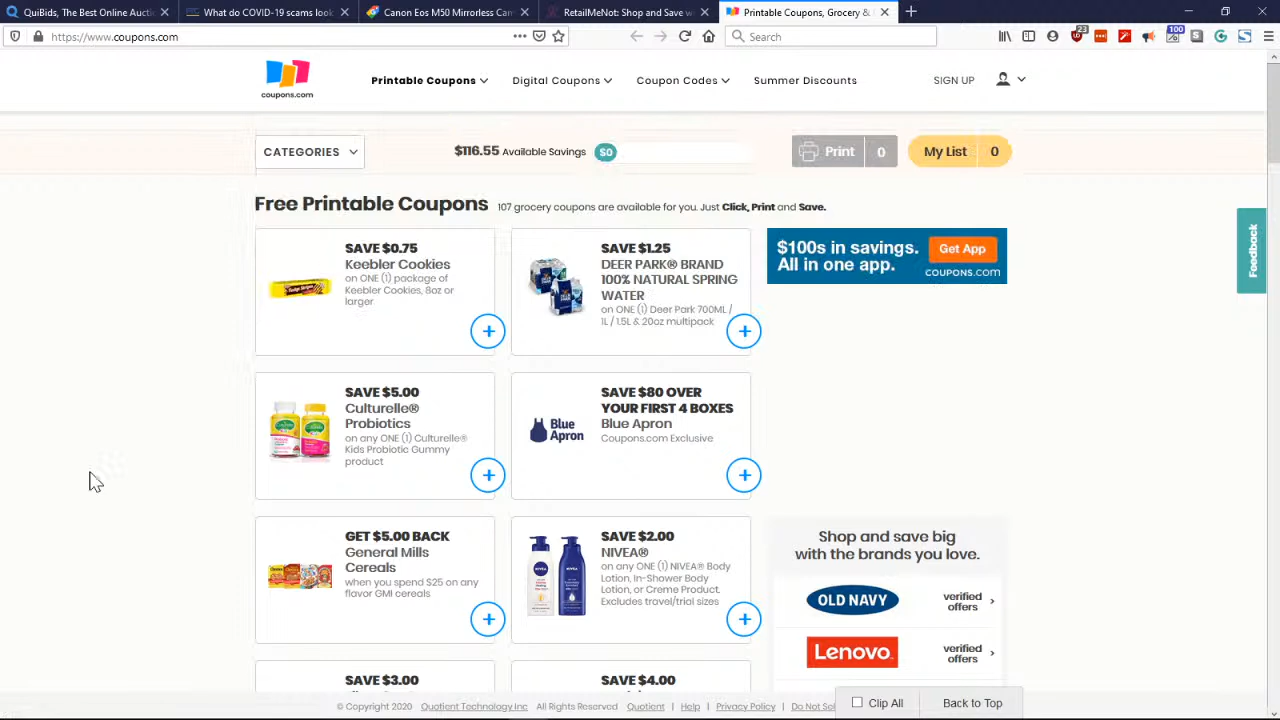 QuiBids, The Best Online Aucti
What do COVID-19 scams look
Canon Eos M50 Mirrorless Cam
RetailMeNot: Shop and Save w
Printable Coupons, Grocery &
https://www.coupons.com
Search
23
100
coupons.com
Printable Coupons
Digital Coupons
Coupon Codes
Summer Discounts
SIGN UP
CATEGORIES
$116.55 Available Savings
$0
Print 0
My List 0
Free Printable Coupons 107 grocery coupons are available for you. Just Click, Print and Save.
SAVE $0.75
Keebler Cookies
on ONE (1) package of
Keebler Cookies, 8oz or
larger
SAVE $1.25
DEER PARK® BRAND
100% NATURAL SPRING
WATER
on ONE (1) Deer Park 700ML /
1L / 1.5L & 20oz multipack
$100s in savings.
All in one app.
Get App
COUPONS.com
Feedback
SAVE $5.00
Culturelle®
Probiotics
on any ONE (1) Culturelle®
Kids Probiotic Gummy
product
Blue
Apron
SAVE $80 OVER
YOUR FIRST 4 BOXES
Blue Apron
Coupons.com Exclusive
GET $5.00 BACK
General Mills
Cereals
when you spend $25 on any
flavor GMI cereals
SAVE $2.00
NIVEA®
on any ONE (1) NIVEA® Body
Lotion, In-Shower Body
Lotion, or Creme Product.
Excludes travel/trial sizes
Shop and save big
with the brands you love.
OLD NAVY
verified
offers
Lenovo
verified
offers
SAVE $3.00
SAVE $4.00
© Copyright 2020 Quotient Technology Inc All Rights Reserved Quotient | Help | Privacy Policy | Do Not Sel
Clip All
Back to Top